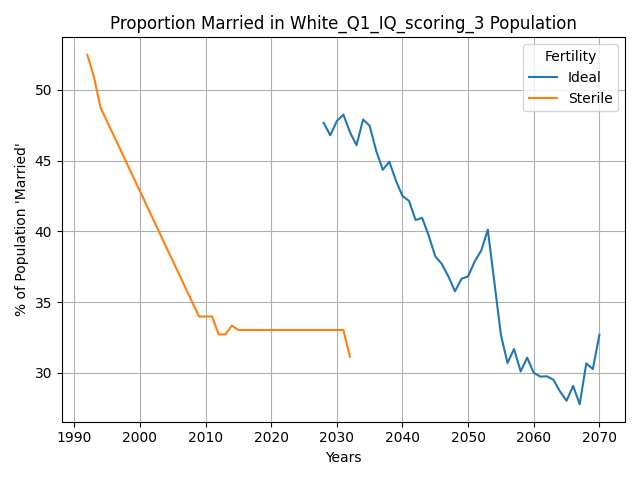 Proportion Married in White_Q1_IQ_scoring_3 Population
Fertility
Ideal
Sterile
% of Population 'Married'
50
45
40
35
30
1990 2000 2010 2020 2030 2040 2050 2060 2070
Years